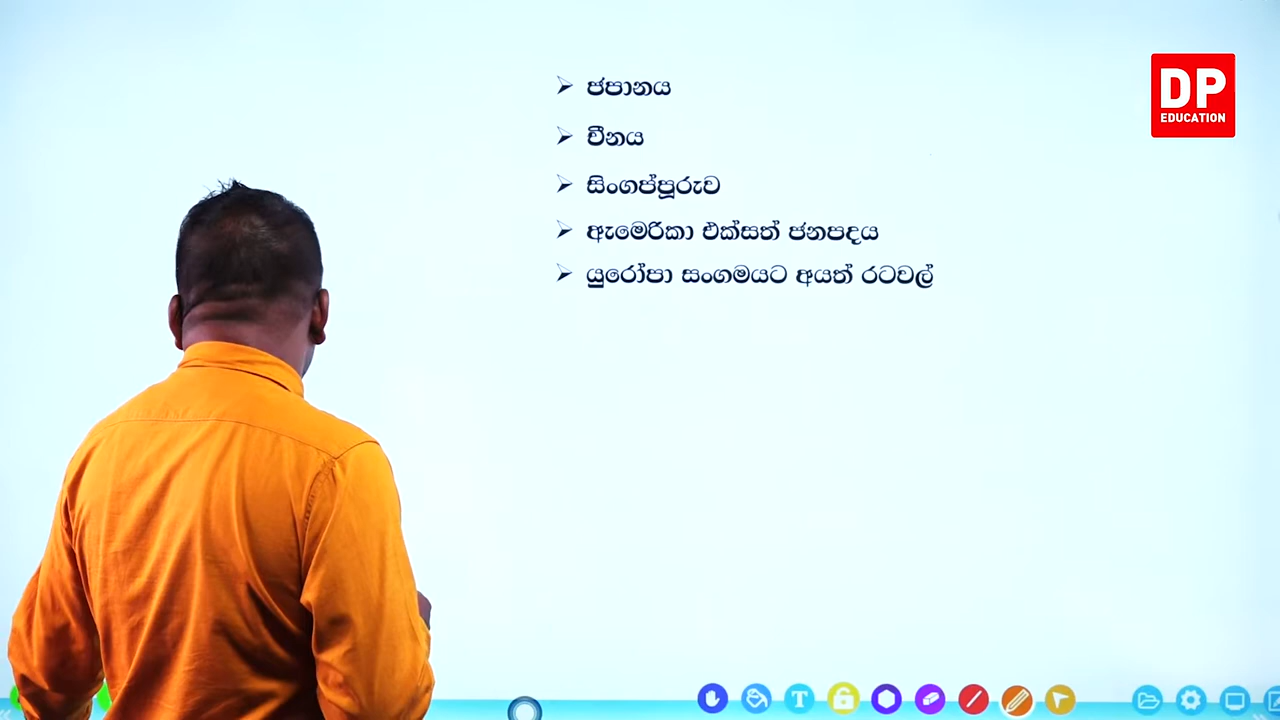 ජපානය
චීනය
සිංගප්පූරුව
ඇමෙරිකා එක්සත් ජනපදය
යුරෝපා සංගමයට අයත් රටවල්
DP
EDUCATION
T